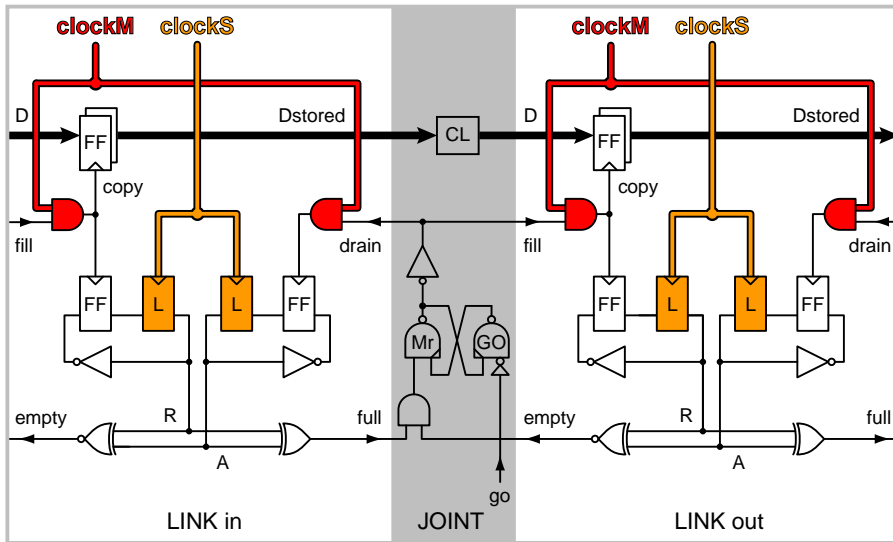 clockM clockS clockM clockS
D Dstored D Dstored
FF CL FF
copy copy
fill drain fill drain
FF L L FF FF L L FF
Mr GO
empty R full empty R full
A A
go
LINK in JOINT LINK out